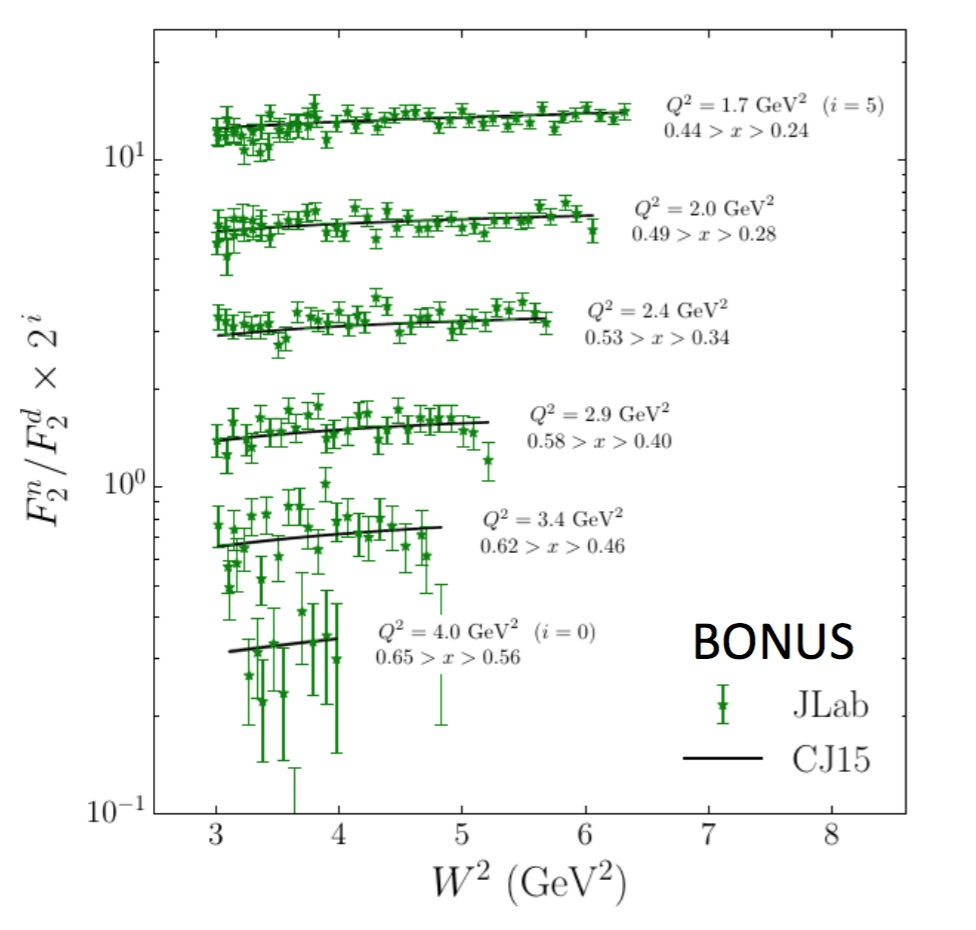 10¹
10⁰
10⁻¹
F₂ⁿ/F₂ᵈ × 2ⁱ
Q² = 1.7 GeV² (i = 5)
0.44 > x > 0.24
Q² = 2.0 GeV²
0.49 > x > 0.28
Q² = 2.4 GeV²
0.53 > x > 0.34
Q² = 2.9 GeV²
0.58 > x > 0.40
Q² = 3.4 GeV²
0.62 > x > 0.46
Q² = 4.0 GeV² (i = 0)
0.65 > x > 0.56
BONUS
JLab
CJ15
3 4 5 6 7 8
W² (GeV²)